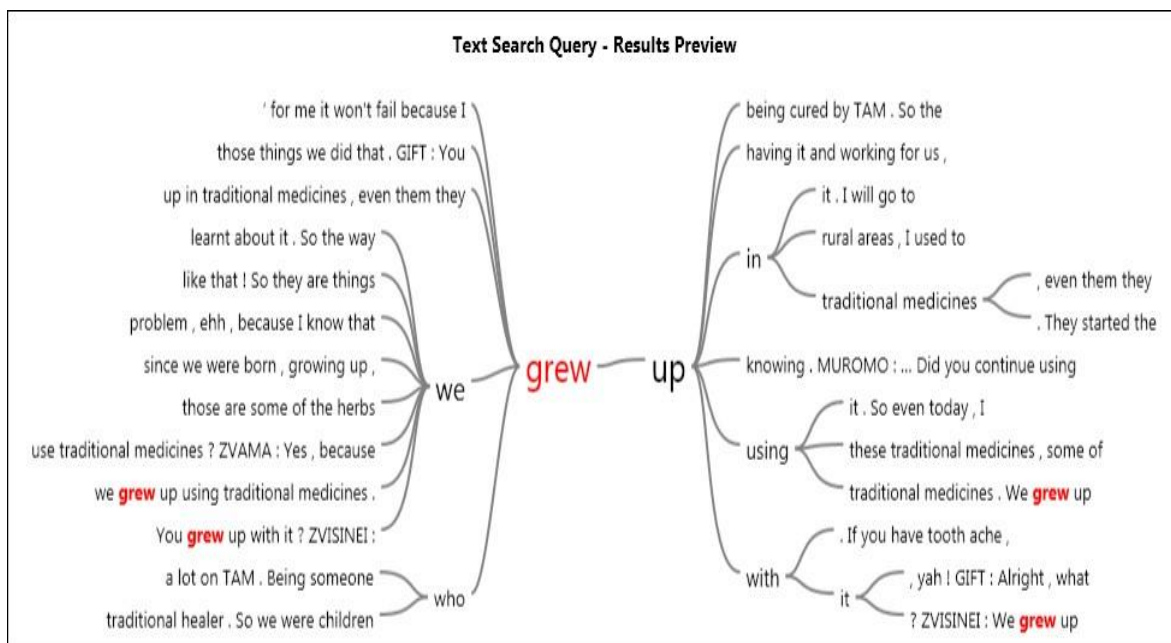 Text Search Query - Results Preview
' for me it won't fail because I
those things we did that . GIFT : You
up in traditional medicines , even them they
learnt about it . So the way
like that ! So they are things
problem , ehh , because I know that
since we were born , growing up ,
those are some of the herbs
use traditional medicines ? ZVAMA : Yes , because
we grew up using traditional medicines .
You grew up with it ? ZVISINEI :
we
a lot on TAM . Being someone
traditional healer . So we were children
who
grew
up
being cured by TAM . So the
having it and working for us ,
in
it . I will go to
rural areas , I used to
traditional medicines
, even them they
. They started the
knowing . MUROMO : ... Did you continue using
using
it . So even today , I
these traditional medicines , some of
traditional medicines . We grew up
with
. If you have tooth ache ,
it
, yah ! GIFT : Alright , what
? ZVISINEI : We grew up